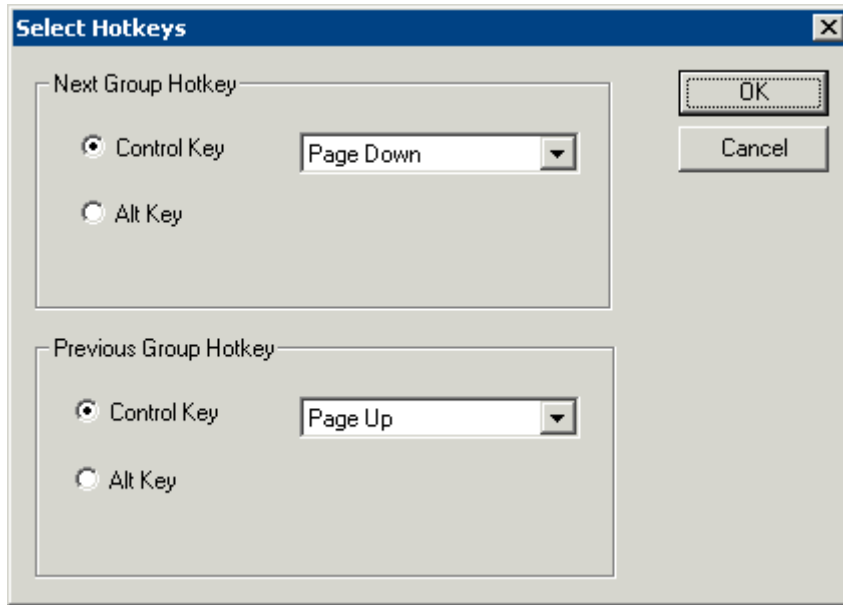 Select Hotkeys
Next Group Hotkey
Control Key
Page Down
Alt Key
OK
Cancel
Previous Group Hotkey
Control Key
Page Up
Alt Key